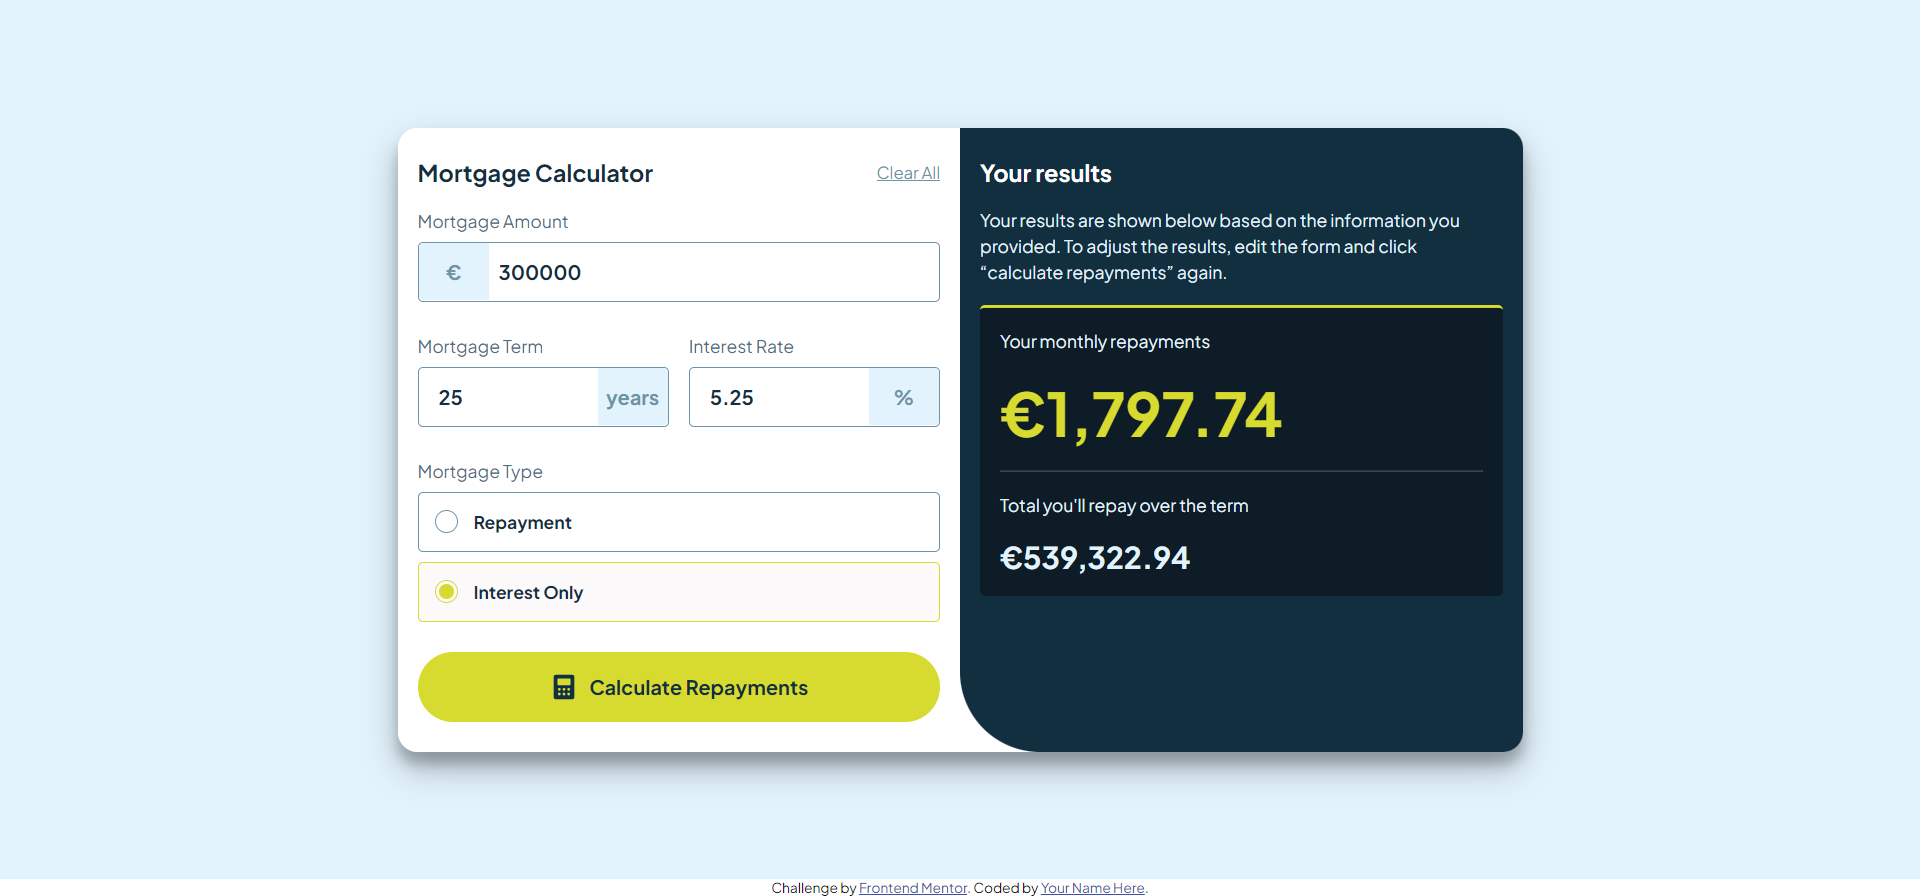 Mortgage Calculator
Clear All
Mortgage Amount
€ 300000
Mortgage Term
Interest Rate
25 years
5.25 %
Mortgage Type
Repayment
Interest Only
Calculate Repayments
Your results
Your results are shown below based on the information you
provided. To adjust the results, edit the form and click
“calculate repayments” again.
Your monthly repayments
€1,797.74
Total you'll repay over the term
€539,322.94
Challenge by Frontend Mentor. Coded by Your Name Here.